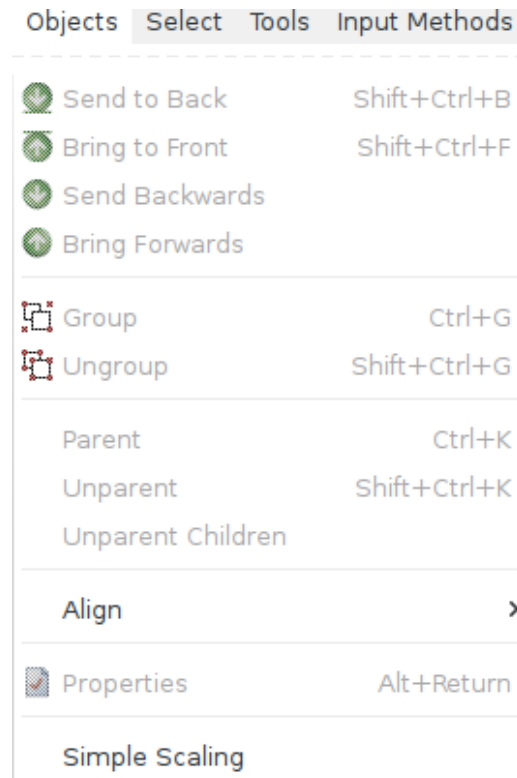 Objects Select Tools Input Methods
Send to Back Shift+Ctrl+B
Bring to Front Shift+Ctrl+F
Send Backwards
Bring Forwards
Group Ctrl+G
Ungroup Shift+Ctrl+G
Parent Ctrl+K
Unparent Shift+Ctrl+K
Unparent Children
Align
Properties Alt+Return
Simple Scaling